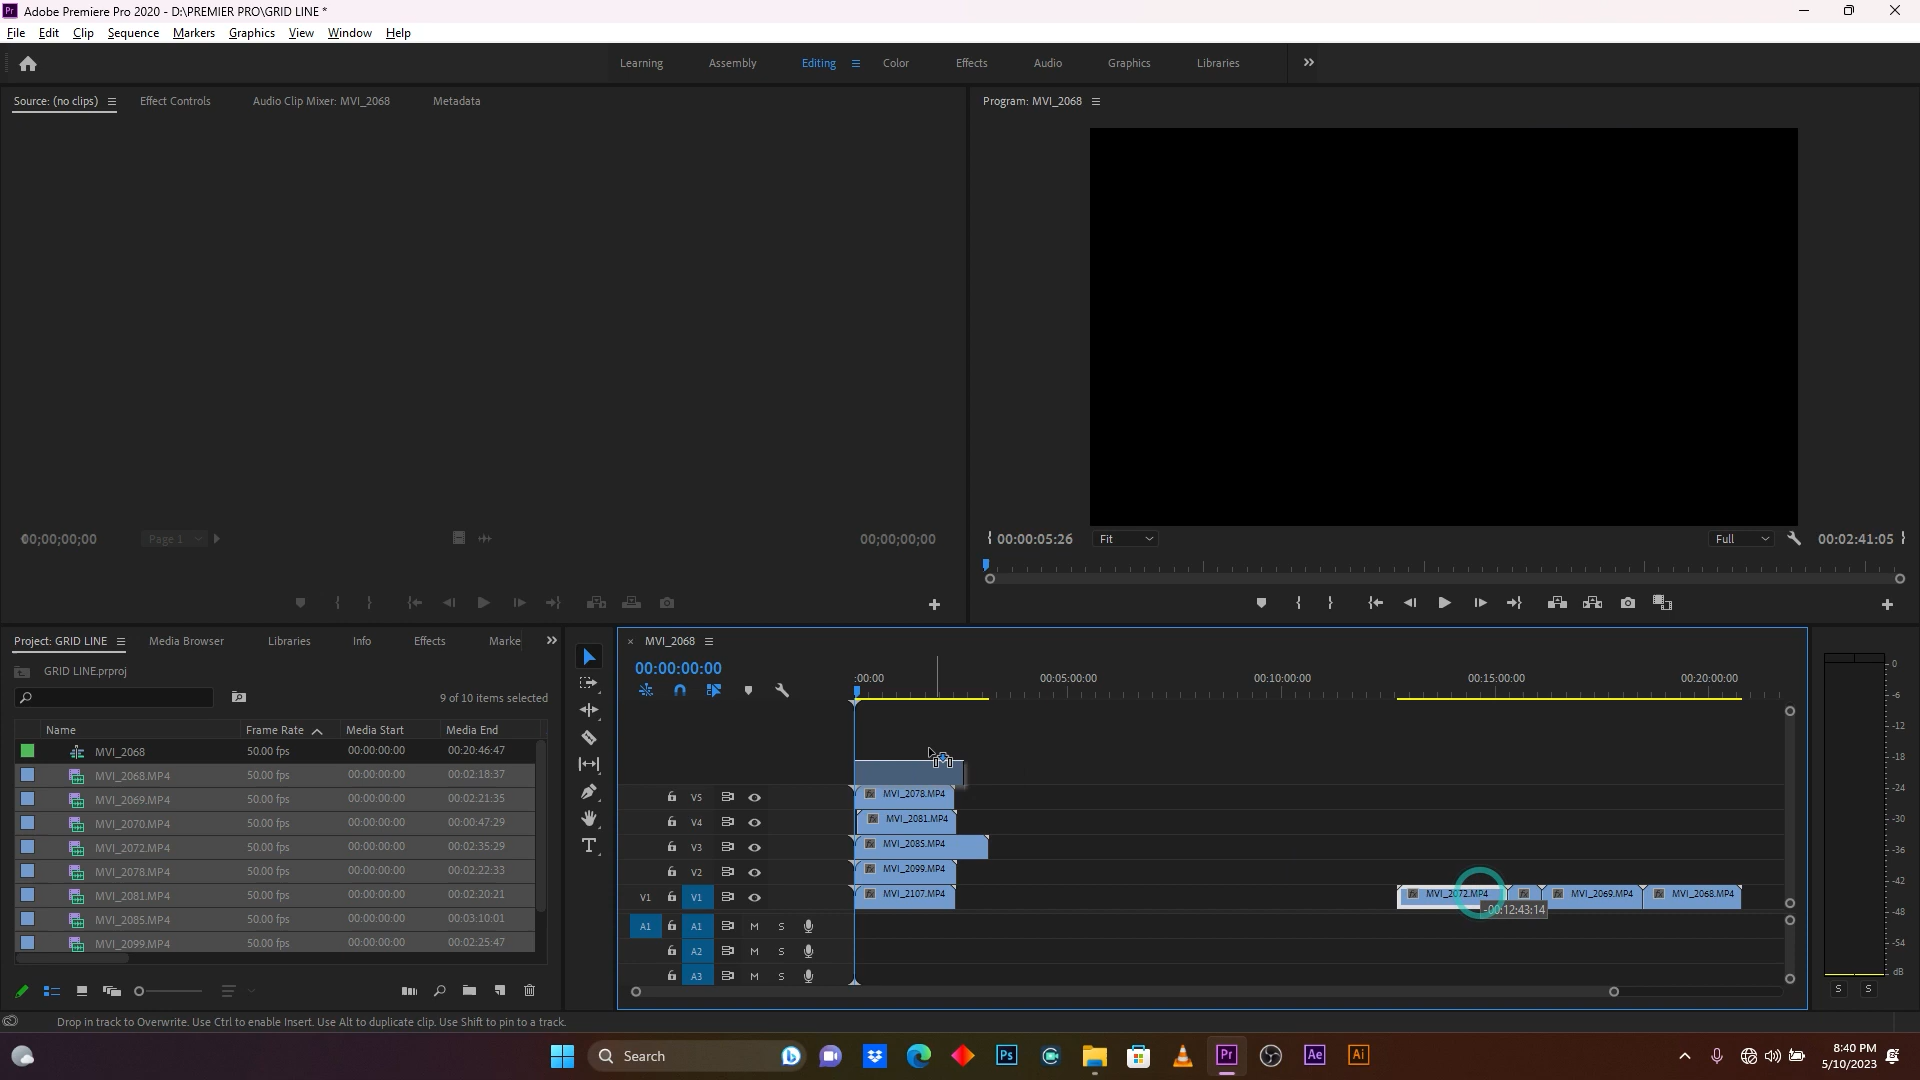 Pr Adobe Premiere Pro 2020 - D:\PREMIER PRO\GRID LINE *
File Edit Clip Sequence Markers Graphics View Window Help
Learning Assembly Editing Color Effects Audio Graphics Libraries
Source: (no clips) Effect Controls Audio Clip Mixer: MVI_2068 Metadata
Program: MVI_2068
00;00;00;00 Page 1 00;00;00;00
00:00:05:26 Fit Full 00:02:41:05
Project: GRID LINE Media Browser Libraries Info Effects Marke
GRID LINE.prproj
9 of 10 items selected
Name Frame Rate Media Start Media End
MVI_2068 50.00 fps 00:00:00:00 00:20:46:47
MVI_2068.MP4 50.00 fps 00:00:00:00 00:02:18:37
MVI_2069.MP4 50.00 fps 00:00:00:00 00:02:21:35
MVI_2070.MP4 50.00 fps 00:00:00:00 00:00:47:29
MVI_2072.MP4 50.00 fps 00:00:00:00 00:02:35:29
MVI_2078.MP4 50.00 fps 00:00:00:00 00:02:22:33
MVI_2081.MP4 50.00 fps 00:00:00:00 00:02:20:21
MVI_2085.MP4 50.00 fps 00:00:00:00 00:03:10:01
MVI_2099.MP4 50.00 fps 00:00:00:00 00:02:25:47
T
MVI_2068
00:00:00:00
:00:00 00:05:00:00 00:10:00:00 00:15:00:00 00:20:00:00
V5 MVI_2078.MP4
V4 MVI_2081.MP4
V3 MVI_2085.MP4
V2 MVI_2099.MP4
V1 V1 MVI_2107.MP4 MVI_2072.MP4 MVI_2069.MP4 MVI_2068.MP4
-00:12:43:14
A1 A1 M S
A2 M S
A3 M S
0
-6
-12
-18
-24
-30
-36
-42
-48
-54
dB
S S
Drop in track to Overwrite. Use Ctrl to enable Insert. Use Alt to duplicate clip. Use Shift to pin to a track.
Search
Ps Pr Ae Ai
8:40 PM
5/10/2023